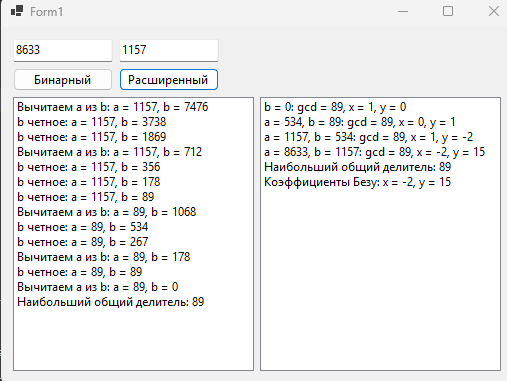 Form1
8633
1157
Бинарный
Расширенный
Вычитаем a из b: a = 1157, b = 7476
b четное: a = 1157, b = 3738
b четное: a = 1157, b = 1869
Вычитаем a из b: a = 1157, b = 712
b четное: a = 1157, b = 356
b четное: a = 1157, b = 178
b четное: a = 1157, b = 89
Вычитаем a из b: a = 89, b = 1068
b четное: a = 89, b = 534
b четное: a = 89, b = 267
Вычитаем a из b: a = 89, b = 178
b четное: a = 89, b = 89
Вычитаем a из b: a = 89, b = 0
Наибольший общий делитель: 89
b = 0: gcd = 89, x = 1, y = 0
a = 534, b = 89: gcd = 89, x = 0, y = 1
a = 1157, b = 534: gcd = 89, x = 1, y = -2
a = 8633, b = 1157: gcd = 89, x = -2, y = 15
Наибольший общий делитель: 89
Коэффициенты Безу: x = -2, y = 15